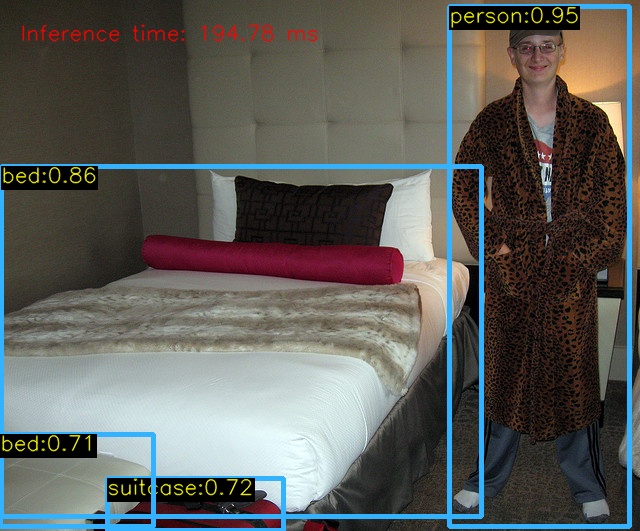 person:0.95
Inference time: 194.78 ms
bed:0.86
bed:0.71
suitcase:0.72